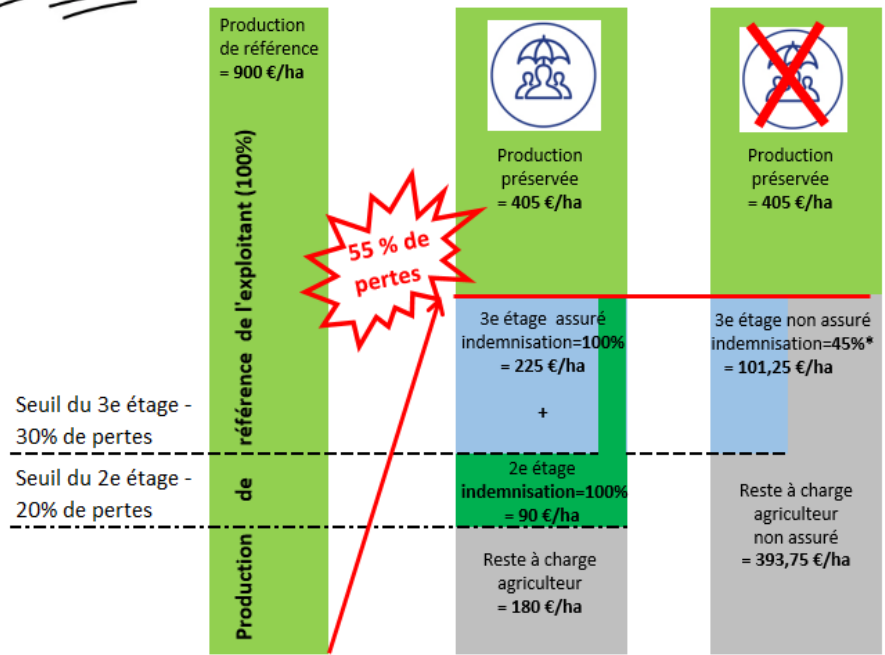 Production
de référence
= 900 €/ha
Production de référence de l'exploitant (100%)
55 % de
pertes
Production
préservée
= 405 €/ha
Production
préservée
= 405 €/ha
3e étage assuré
indemnisation=100%
= 225 €/ha
+
3e étage non assuré
indemnisation=45%*
= 101,25 €/ha
Seuil du 3e étage -
30% de pertes
Seuil du 2e étage -
20% de pertes
2e étage
indemnisation=100%
= 90 €/ha
Reste à charge
agriculteur
= 180 €/ha
Reste à charge
agriculteur
non assuré
= 393,75 €/ha